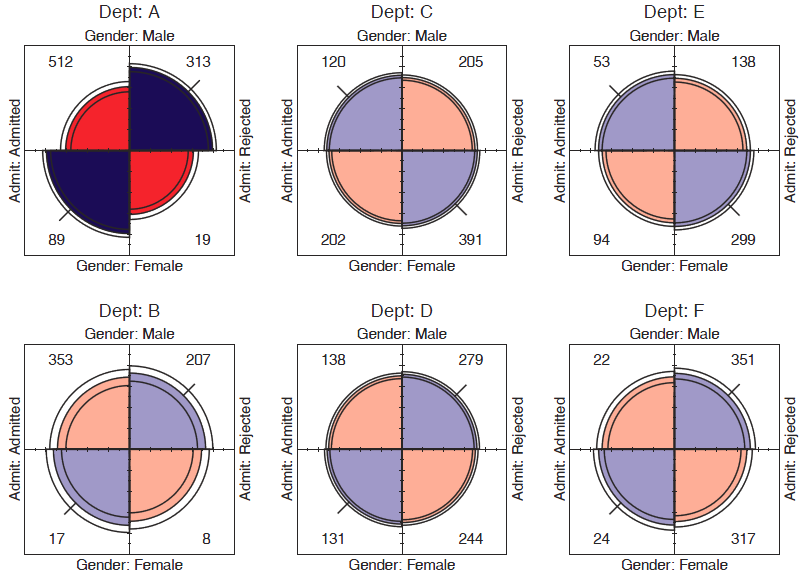 Dept: A
Gender: Male
512 313
Admit: Admitted
Admit: Rejected
89 19
Gender: Female
Dept: C
Gender: Male
120 205
Admit: Admitted
Admit: Rejected
202 391
Gender: Female
Dept: E
Gender: Male
53 138
Admit: Admitted
Admit: Rejected
94 299
Gender: Female
Dept: B
Gender: Male
353 207
Admit: Admitted
Admit: Rejected
17 8
Gender: Female
Dept: D
Gender: Male
138 279
Admit: Admitted
Admit: Rejected
131 244
Gender: Female
Dept: F
Gender: Male
22 351
Admit: Admitted
Admit: Rejected
24 317
Gender: Female